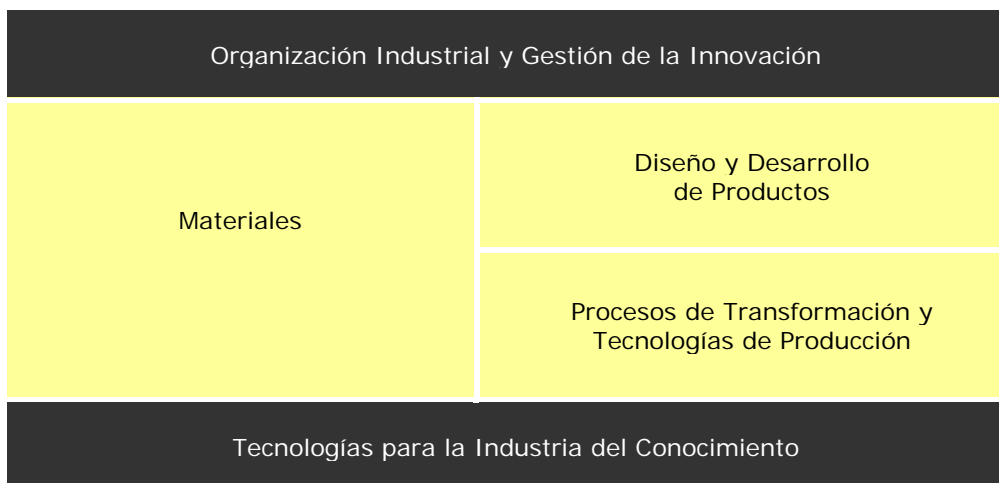 Organización Industrial y Gestión de la Innovación
Materiales
Diseño y Desarrollo
de Productos
Procesos de Transformación y
Tecnologías de Producción
Tecnologías para la Industria del Conocimiento